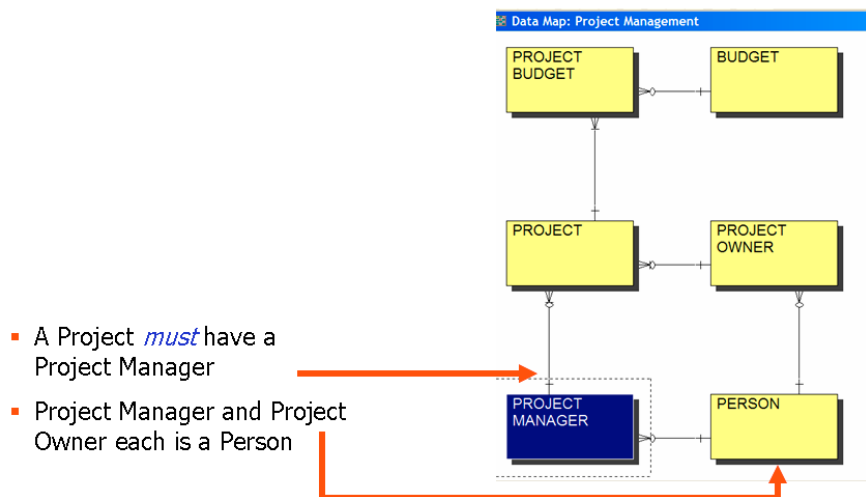 Data Map: Project Management
PROJECT
BUDGET
BUDGET
PROJECT
PROJECT
OWNER
▪ A Project must have a
Project Manager
▪ Project Manager and Project
Owner each is a Person
PROJECT
MANAGER
PERSON